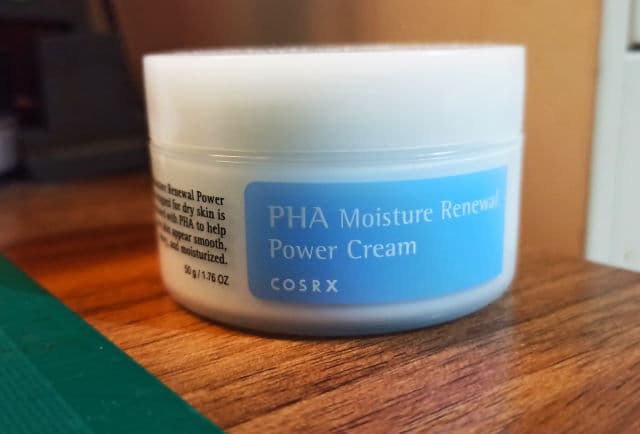 Renewal Power
for dry skin is
with PHA to help
appear smooth,
and moisturized.
50 g / 1.76 OZ
PHA Moisture Renewal
Power Cream
COSRX